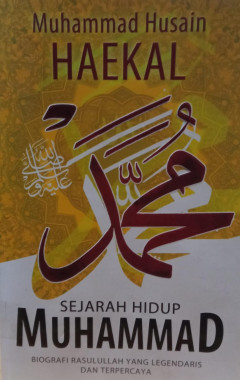 Muhammad Husain
HAEKAL
صلى الله عليه وسلم
محمد
SEJARAH HIDUP
MUHAMMAD
BIOGRAFI RASULULLAH YANG LEGENDARIS
DAN TERPERCAYA